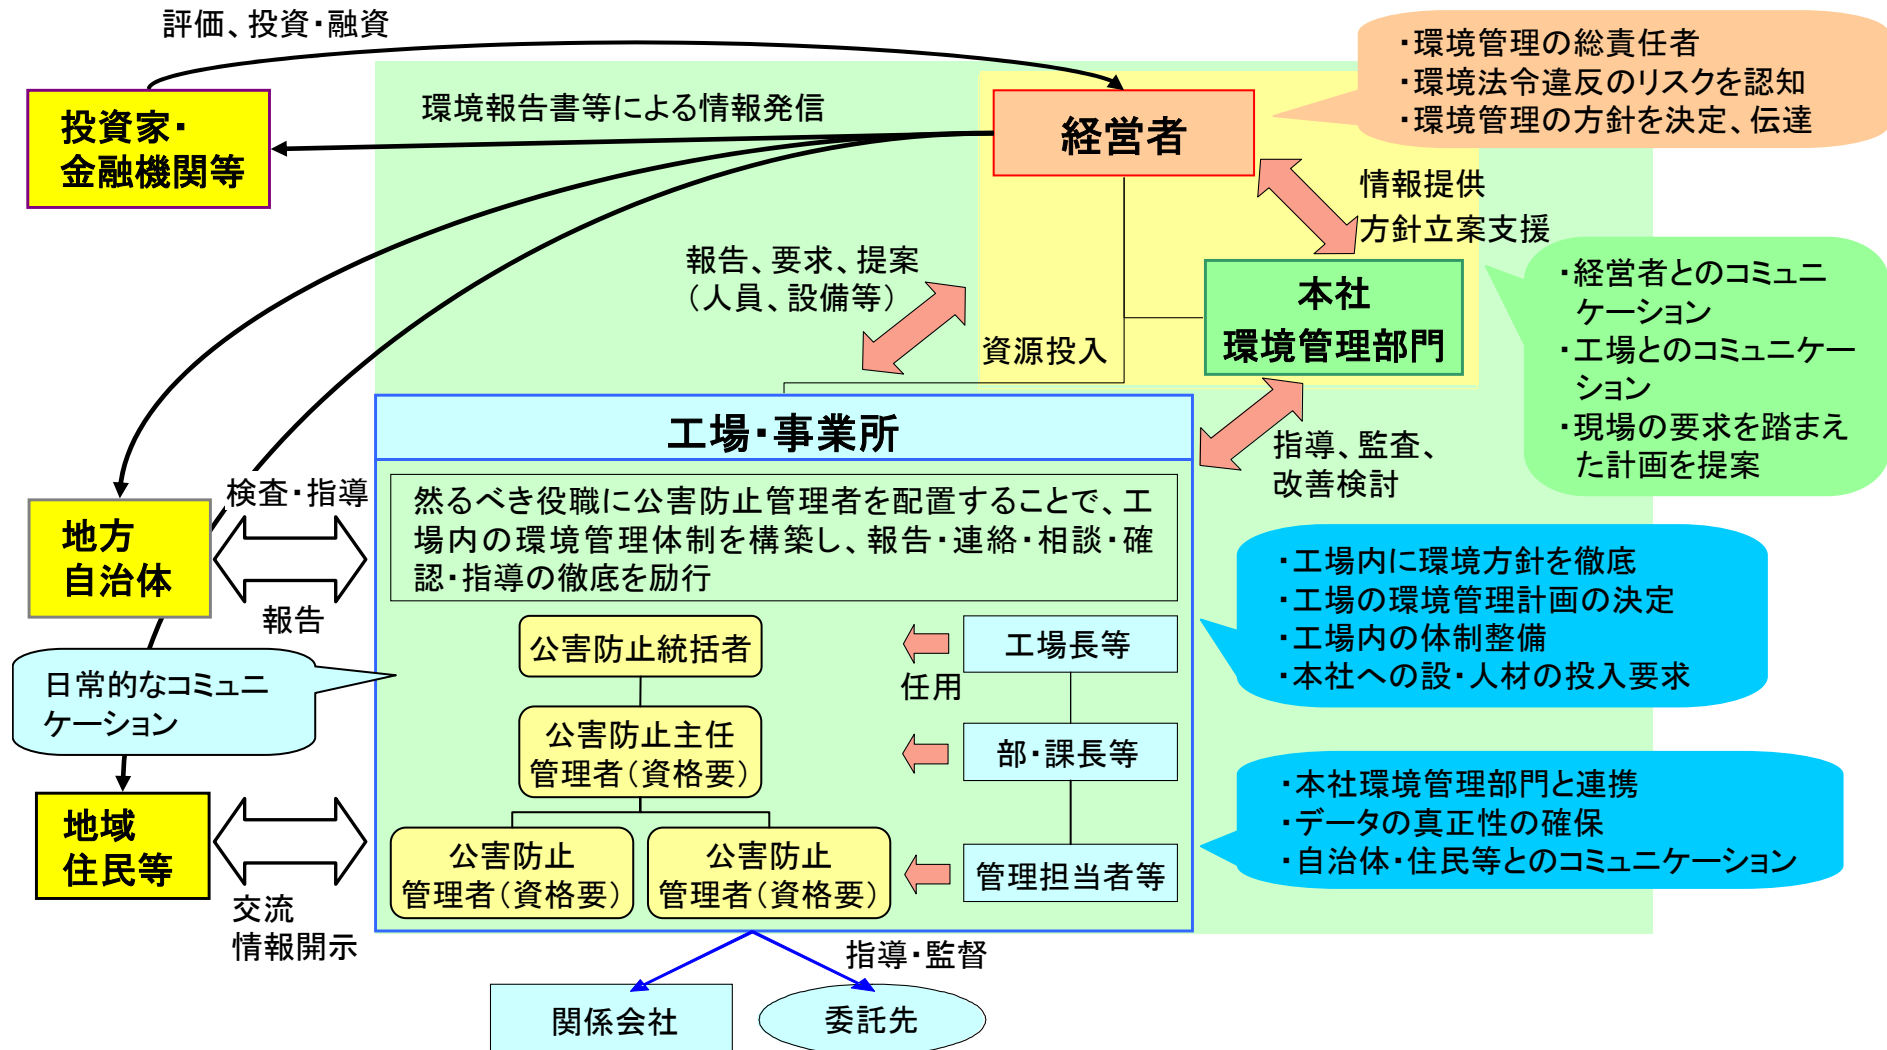 評価、投資・融資
投資家・
金融機関等
環境報告書等による情報発信
経営者
・環境管理の総責任者
・環境法令違反のリスクを認知
・環境管理の方針を決定、伝達
情報提供
方針立案支援
報告、要求、提案
（人員、設備等）
資源投入
本社
環境管理部門
・経営者とのコミュニ
ケーション
・工場とのコミュニケー
ション
・現場の要求を踏まえ
た計画を提案
指導、監査、
改善検討
工場・事業所
然るべき役職に公害防止管理者を配置することで、工
場内の環境管理体制を構築し、報告・連絡・相談・確
認・指導の徹底を励行
検査・指導
地方
自治体
報告
日常的なコミュニ
ケーション
地域
住民等
交流
情報開示
公害防止統括者
公害防止主任
管理者（資格要）
公害防止
管理者（資格要）
公害防止
管理者（資格要）
任用
工場長等
部・課長等
管理担当者等
・工場内に環境方針を徹底
・工場の環境管理計画の決定
・工場内の体制整備
・本社への設・人材の投入要求
・本社環境管理部門と連携
・データの真正性の確保
・自治体・住民等とのコミュニケーション
指導・監督
関係会社
委託先